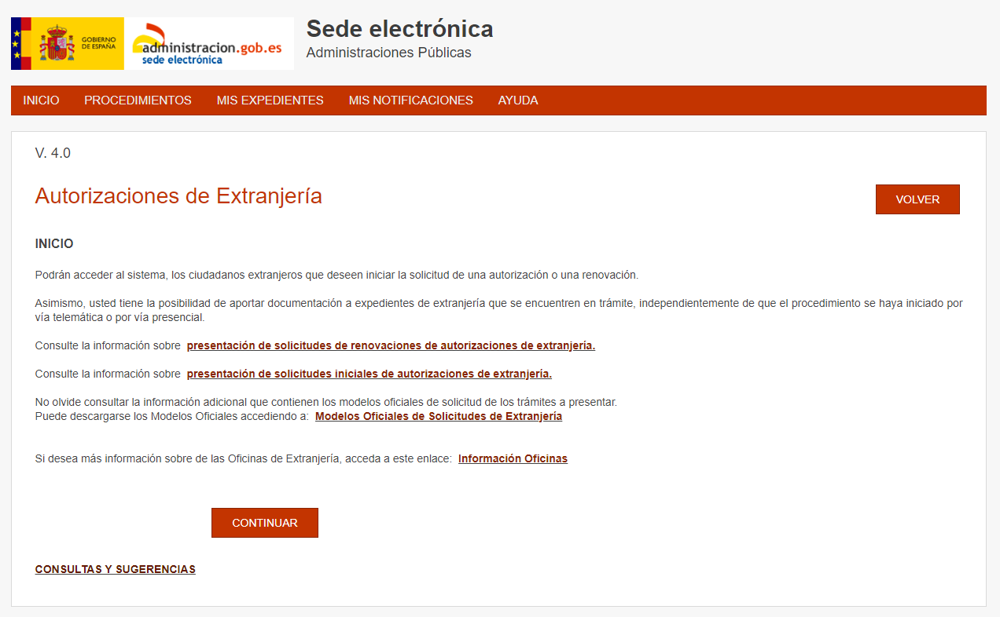 GOBIERNO
DE ESPAÑA
administracion.gob.es
sede electrónica
Sede electrónica
Administraciones Públicas
INICIO PROCEDIMIENTOS MIS EXPEDIENTES MIS NOTIFICACIONES AYUDA
V. 4.0
Autorizaciones de Extranjería
VOLVER
INICIO
Podrán acceder al sistema, los ciudadanos extranjeros que deseen iniciar la solicitud de una autorización o una renovación.
Asimismo, usted tiene la posibilidad de aportar documentación a expedientes de extranjería que se encuentren en trámite, independientemente de que el procedimiento se haya iniciado por
vía telemática o por vía presencial.
Consulte la información sobre presentación de solicitudes de renovaciones de autorizaciones de extranjería.
Consulte la información sobre presentación de solicitudes iniciales de autorizaciones de extranjería.
No olvide consultar la información adicional que contienen los modelos oficiales de solicitud de los trámites a presentar.
Puede descargarse los Modelos Oficiales accediendo a: Modelos Oficiales de Solicitudes de Extranjería
Si desea más información sobre de las Oficinas de Extranjería, acceda a este enlace: Información Oficinas
CONTINUAR
CONSULTAS Y SUGERENCIAS